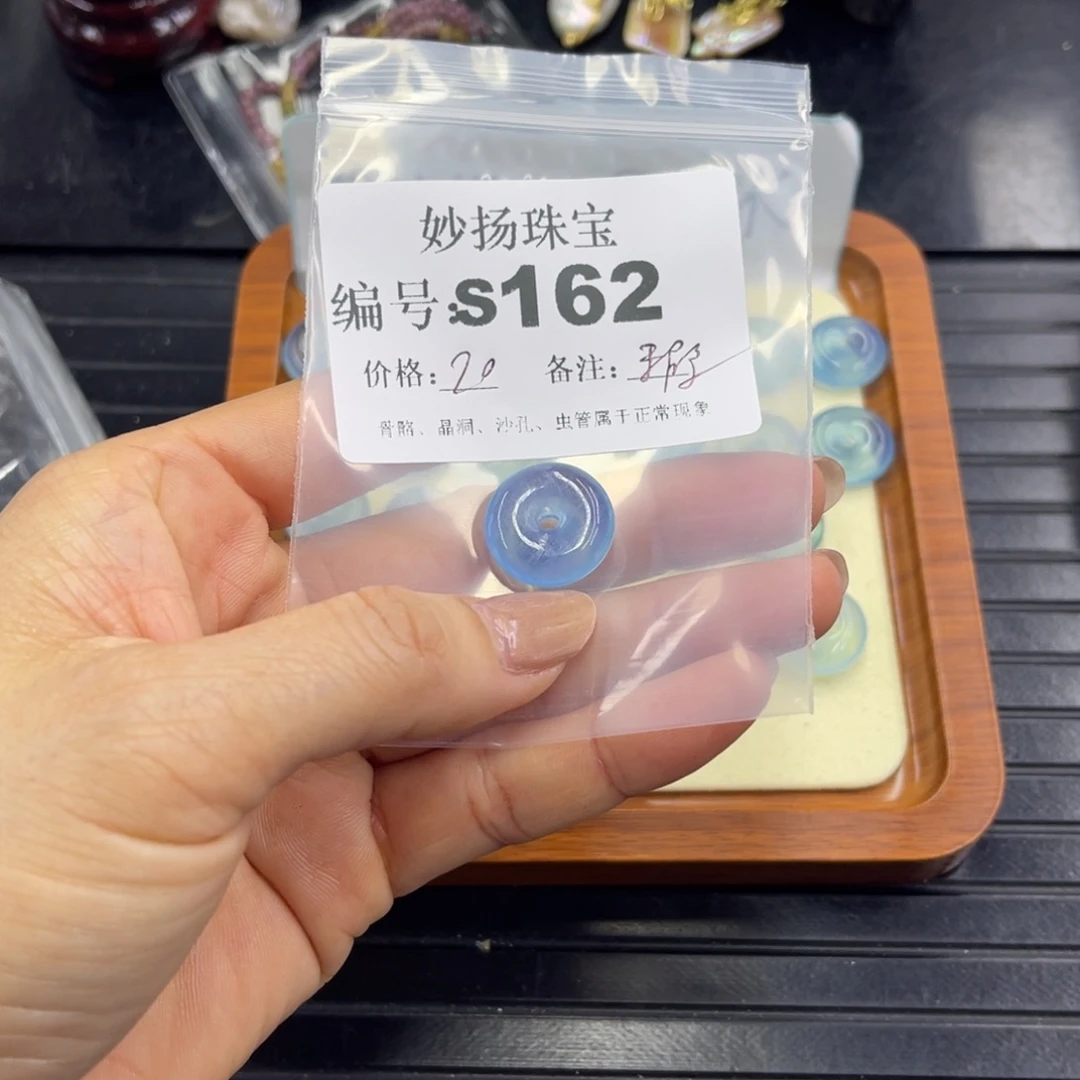 妙扬珠宝
编号:S162
价格: 20 备注:
骨骼、晶洞、沙孔、虫管属于正常现象